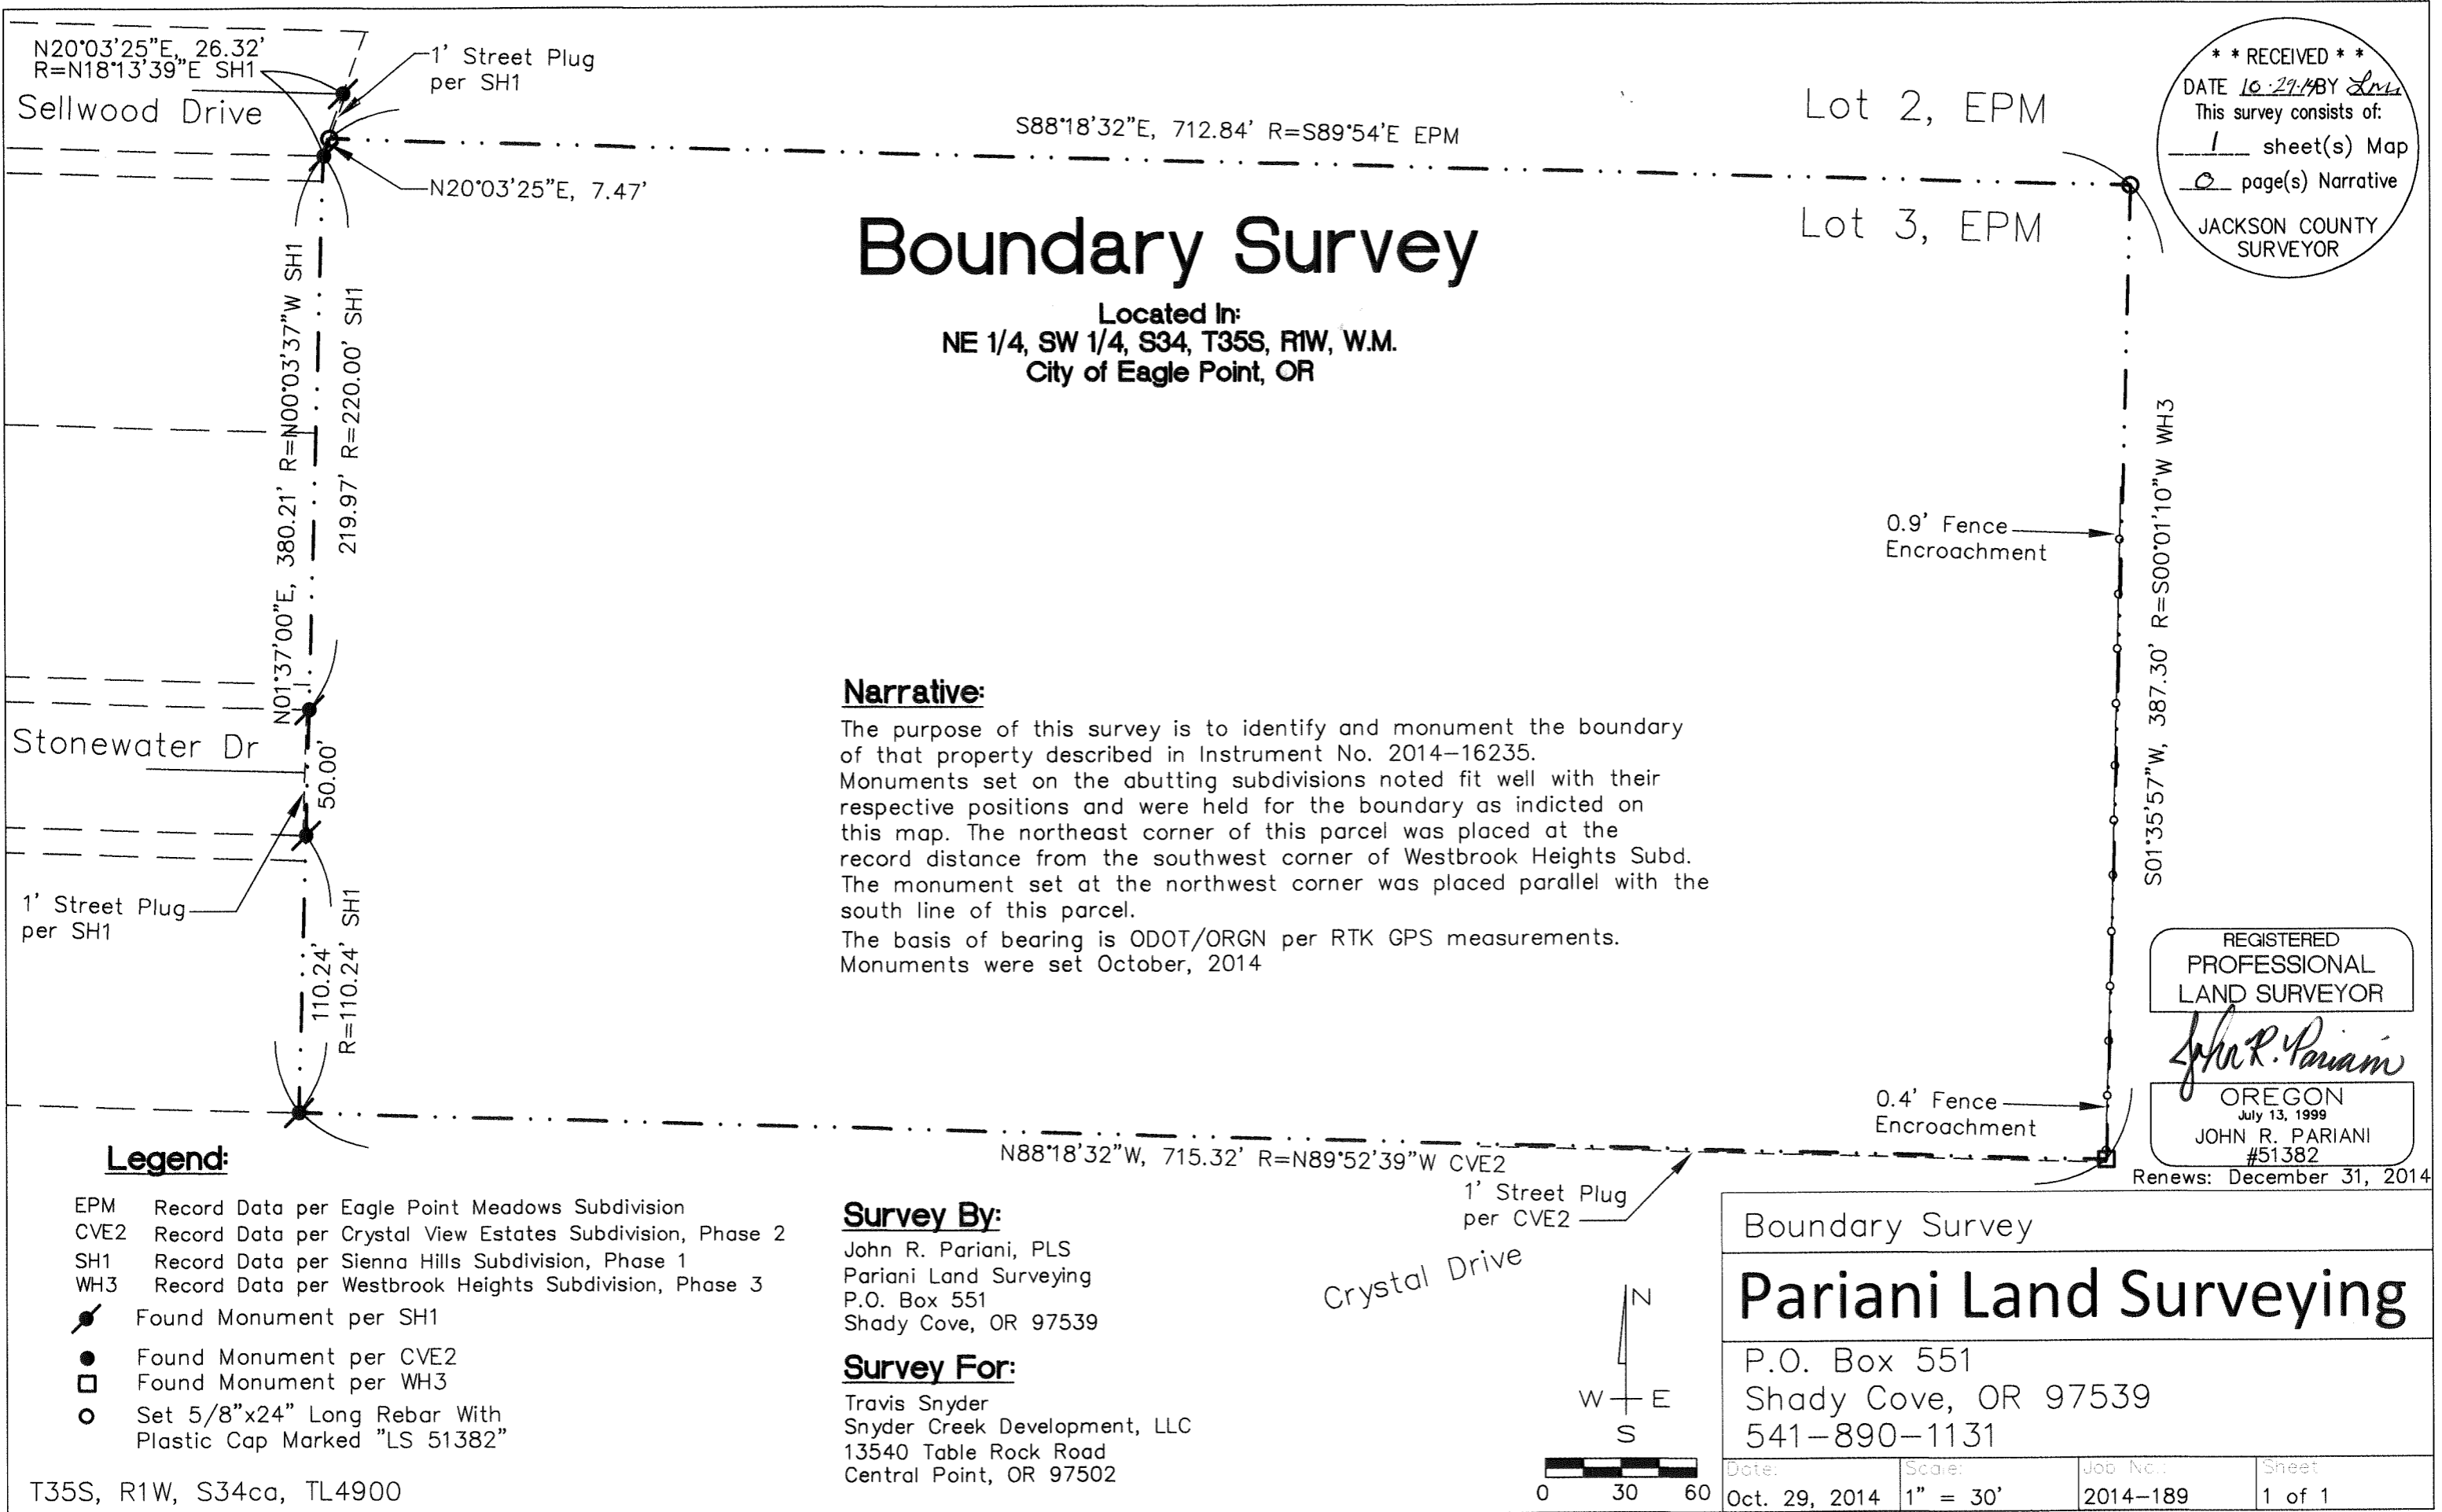 N20°03'25"E, 26.32'
R=N18°13'39"E SH1
1' Street Plug
per SH1
Sellwood Drive
N20°03'25"E, 7.47'
S88°18'32"E, 712.84' R=S89°54'E EPM
Lot 2, EPM
Lot 3, EPM
* * RECEIVED * *
DATE 10-29-14 BY
This survey consists of:
1 sheet(s) Map
0 page(s) Narrative
JACKSON COUNTY
SURVEYOR
Boundary Survey
Located In:
NE 1/4, SW 1/4, S34, T35S, R1W, W.M.
City of Eagle Point, OR
N01°37'00"E, 380.21' R=N00°03'37"W SH1
219.97' R=220.00' SH1
0.9' Fence
Encroachment
S01°35'57"W, 387.30' R=S00°01'10"W WH3
Stonewater Dr
50.00'
1' Street Plug
per SH1
110.24'
R=110.24' SH1
Narrative:
The purpose of this survey is to identify and monument the boundary
of that property described in Instrument No. 2014-16235.
Monuments set on the abutting subdivisions noted fit well with their
respective positions and were held for the boundary as indicted on
this map. The northeast corner of this parcel was placed at the
record distance from the southwest corner of Westbrook Heights Subd.
The monument set at the northwest corner was placed parallel with the
south line of this parcel.
The basis of bearing is ODOT/ORGN per RTK GPS measurements.
Monuments were set October, 2014
REGISTERED
PROFESSIONAL
LAND SURVEYOR
John R. Pariani
OREGON
July 13, 1999
JOHN R. PARIANI
#51382
Renews: December 31, 2014
0.4' Fence
Encroachment
N88°18'32"W, 715.32' R=N89°52'39"W CVE2
1' Street Plug
per CVE2
Crystal Drive
Legend:
EPM Record Data per Eagle Point Meadows Subdivision
CVE2 Record Data per Crystal View Estates Subdivision, Phase 2
SH1 Record Data per Sienna Hills Subdivision, Phase 1
WH3 Record Data per Westbrook Heights Subdivision, Phase 3
Found Monument per SH1
Found Monument per CVE2
Found Monument per WH3
Set 5/8"x24" Long Rebar With
Plastic Cap Marked "LS 51382"
T35S, R1W, S34ca, TL4900
Survey By:
John R. Pariani, PLS
Pariani Land Surveying
P.O. Box 551
Shady Cove, OR 97539
Survey For:
Travis Snyder
Snyder Creek Development, LLC
13540 Table Rock Road
Central Point, OR 97502
N
W E
S
0 30 60
Boundary Survey
Pariani Land Surveying
P.O. Box 551
Shady Cove, OR 97539
541-890-1131
Date: Scale: Job No.: Sheet
Oct. 29, 2014 1" = 30' 2014-189 1 of 1